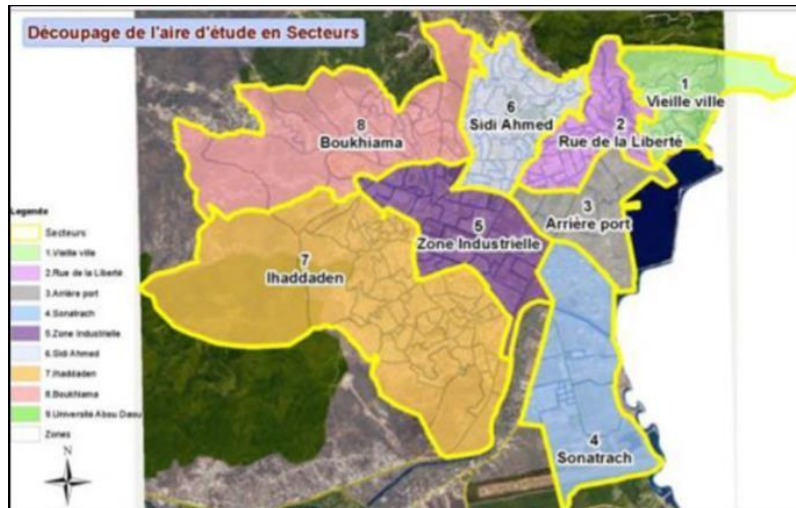 Découpage de l'aire d'étude en Secteurs
1
Vieille ville
6
Sidi Ahmed
2
Rue de la Liberté
8
Boukhiama
3
Arrière port
5
Zone Industrielle
7
Ihaddaden
4
Sonatrach
Legende
Secteurs
1.Vieille ville
2.Rue de la Liberté
3.Arrière port
4.Sonatrach
5.Zone Industrielle
6.Sidi Ahmed
7.Ihaddaden
8.Boukhiama
9.Université Abou Daou
Zones
N